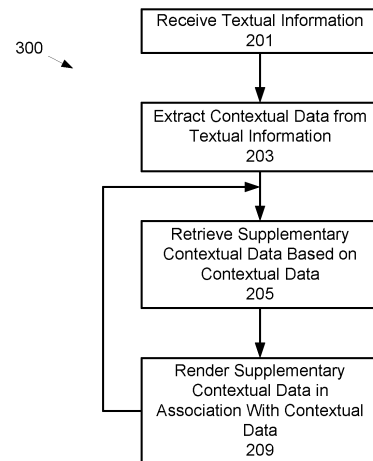 Receive Textual Information
201
300
Extract Contextual Data from
Textual Information
203
Retrieve Supplementary
Contextual Data Based on
Contextual Data
205
Render Supplementary
Contextual Data in
Association With Contextual
Data
209